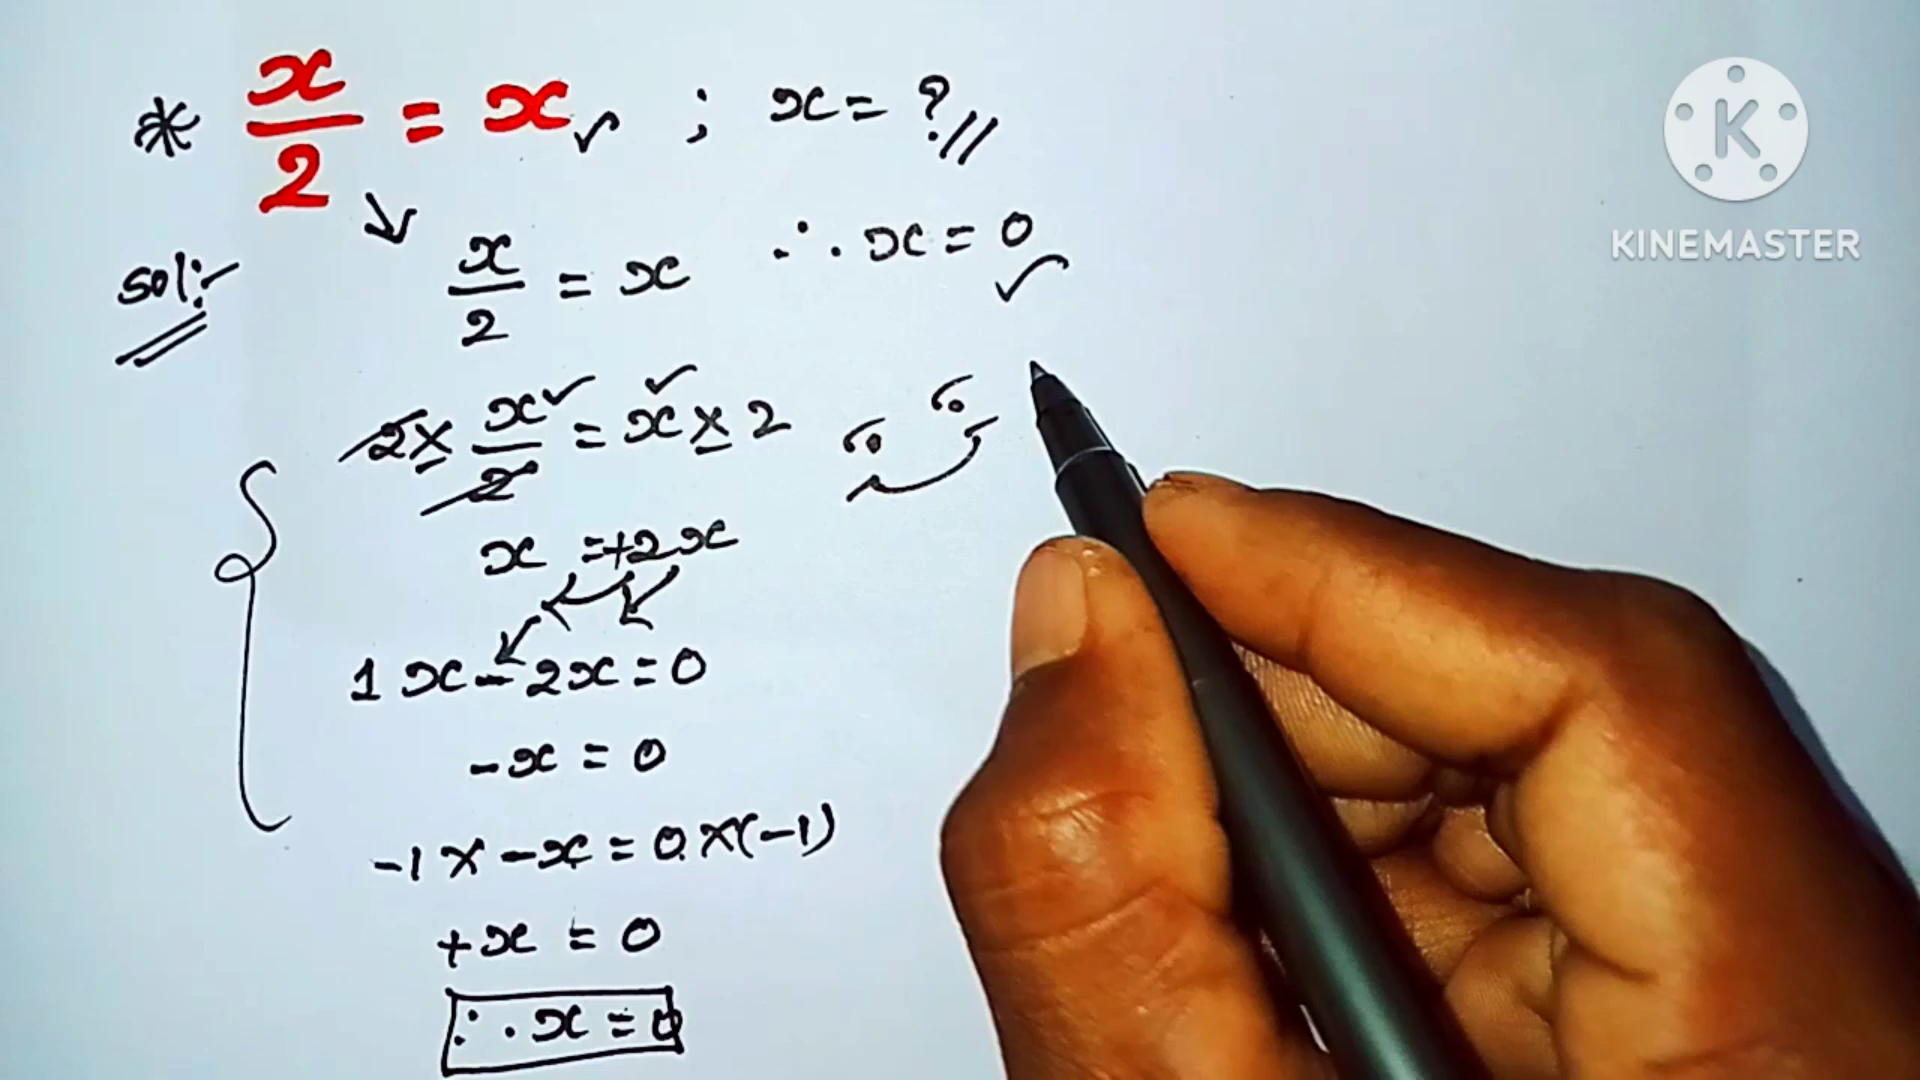 * x/2 = x ; x = ?
sol:-
x/2 = x ∴ x = 0
2 × x/2 = x × 2
x = +2x
1x - 2x = 0
-x = 0
-1 × -x = 0 × (-1)
+x = 0
∴ x = 0
K
KINEMASTER